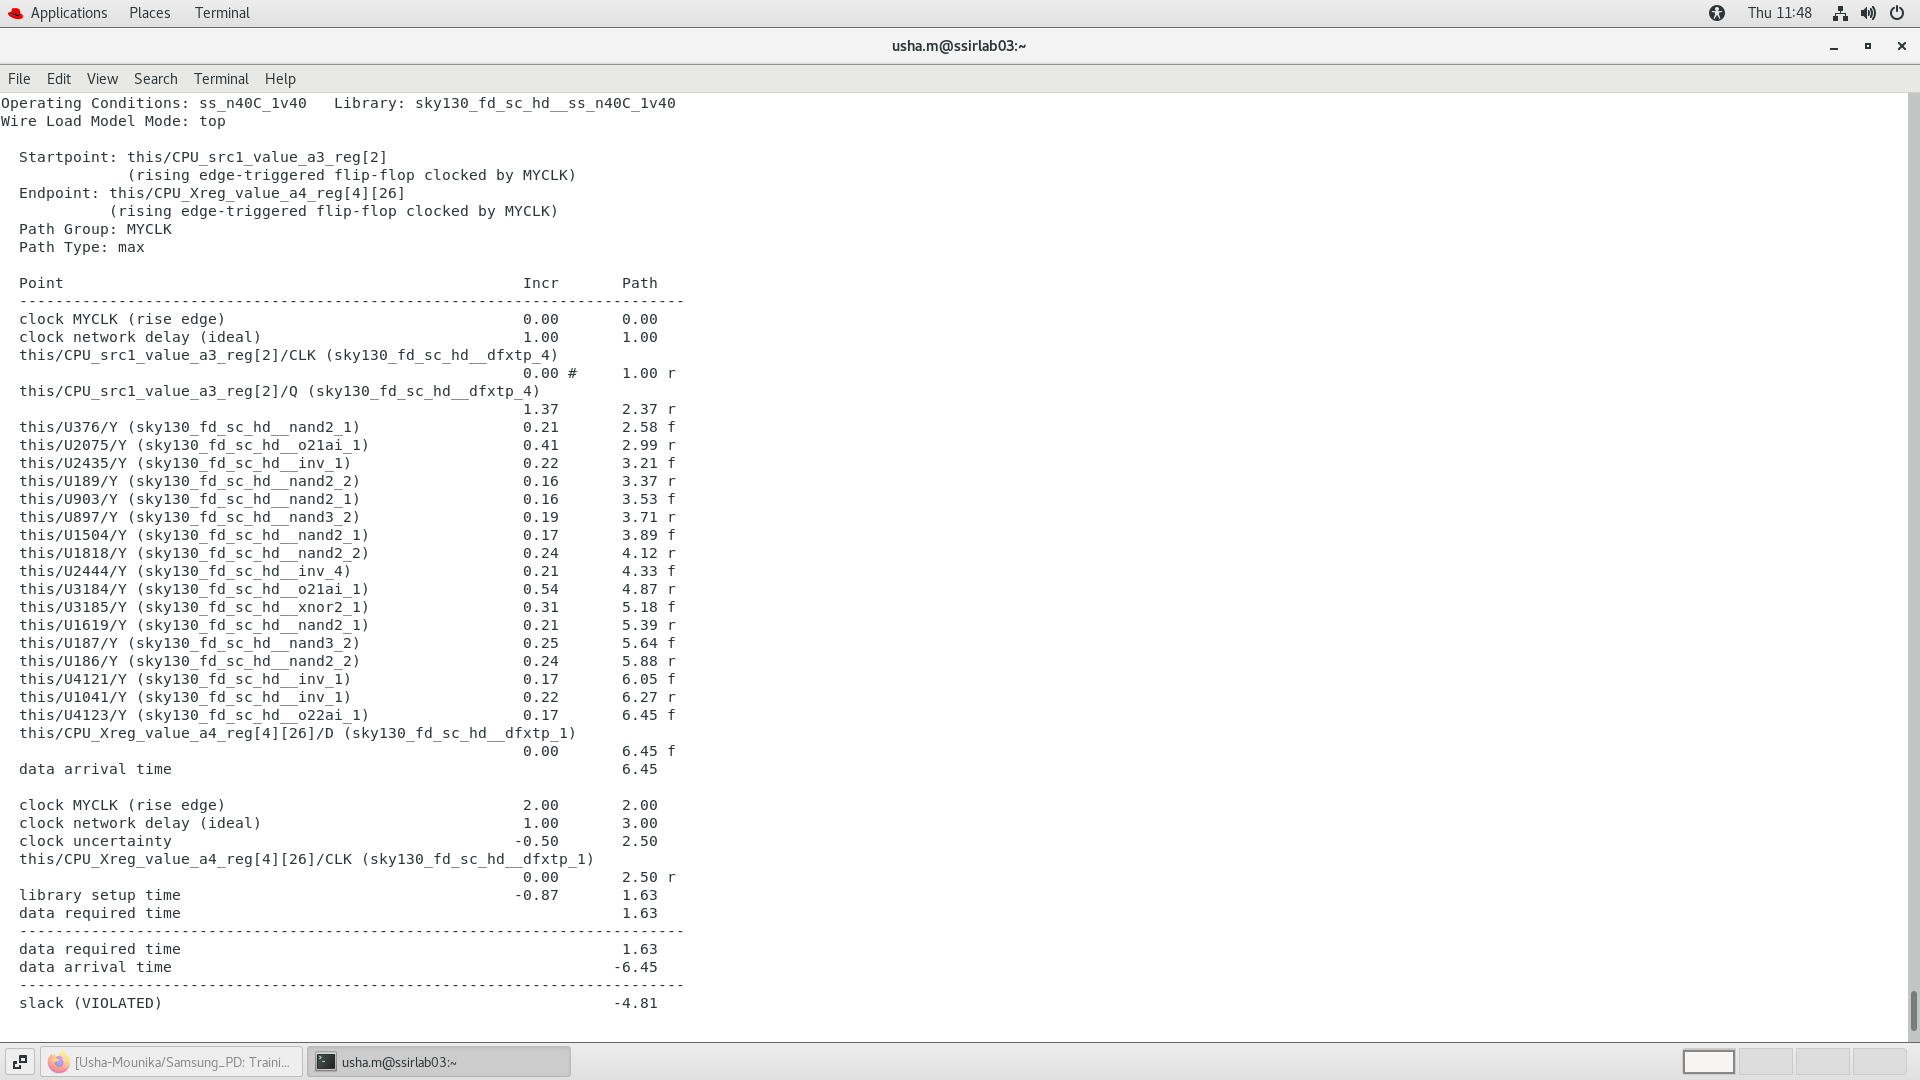 Applications Places Terminal Thu 11:48
usha.m@ssirlab03:~
File Edit View Search Terminal Help
Operating Conditions: ss_n40C_1v40   Library: sky130_fd_sc_hd__ss_n40C_1v40
Wire Load Model Mode: top
  Startpoint: this/CPU_src1_value_a3_reg[2]
              (rising edge-triggered flip-flop clocked by MYCLK)
  Endpoint: this/CPU_Xreg_value_a4_reg[4][26]
            (rising edge-triggered flip-flop clocked by MYCLK)
  Path Group: MYCLK
  Path Type: max
  Point                                                   Incr       Path
  --------------------------------------------------------------------------
  clock MYCLK (rise edge)                                 0.00       0.00
  clock network delay (ideal)                             1.00       1.00
  this/CPU_src1_value_a3_reg[2]/CLK (sky130_fd_sc_hd__dfxtp_4)
                                                          0.00 #     1.00 r
  this/CPU_src1_value_a3_reg[2]/Q (sky130_fd_sc_hd__dfxtp_4)
                                                          1.37       2.37 r
  this/U376/Y (sky130_fd_sc_hd__nand2_1)                  0.21       2.58 f
  this/U2075/Y (sky130_fd_sc_hd__o21ai_1)                 0.41       2.99 r
  this/U2435/Y (sky130_fd_sc_hd__inv_1)                   0.22       3.21 f
  this/U189/Y (sky130_fd_sc_hd__nand2_2)                  0.16       3.37 r
  this/U903/Y (sky130_fd_sc_hd__nand2_1)                  0.16       3.53 f
  this/U897/Y (sky130_fd_sc_hd__nand3_2)                  0.19       3.71 r
  this/U1504/Y (sky130_fd_sc_hd__nand2_1)                 0.17       3.89 f
  this/U1818/Y (sky130_fd_sc_hd__nand2_2)                 0.24       4.12 r
  this/U2444/Y (sky130_fd_sc_hd__inv_4)                   0.21       4.33 f
  this/U3184/Y (sky130_fd_sc_hd__o21ai_1)                 0.54       4.87 r
  this/U3185/Y (sky130_fd_sc_hd__xnor2_1)                 0.31       5.18 f
  this/U1619/Y (sky130_fd_sc_hd__nand2_1)                 0.21       5.39 r
  this/U187/Y (sky130_fd_sc_hd__nand3_2)                  0.25       5.64 f
  this/U186/Y (sky130_fd_sc_hd__nand2_2)                  0.24       5.88 r
  this/U4121/Y (sky130_fd_sc_hd__inv_1)                   0.17       6.05 f
  this/U1041/Y (sky130_fd_sc_hd__inv_1)                   0.22       6.27 r
  this/U4123/Y (sky130_fd_sc_hd__o22ai_1)                 0.17       6.45 f
  this/CPU_Xreg_value_a4_reg[4][26]/D (sky130_fd_sc_hd__dfxtp_1)
                                                          0.00       6.45 f
  data arrival time                                                  6.45
  clock MYCLK (rise edge)                                 2.00       2.00
  clock network delay (ideal)                             1.00       3.00
  clock uncertainty                                      -0.50       2.50
  this/CPU_Xreg_value_a4_reg[4][26]/CLK (sky130_fd_sc_hd__dfxtp_1)
                                                          0.00       2.50 r
  library setup time                                     -0.87       1.63
  data required time                                                 1.63
  --------------------------------------------------------------------------
  data required time                                                 1.63
  data arrival time                                                 -6.45
  --------------------------------------------------------------------------
  slack (VIOLATED)                                                  -4.81
[Usha-Mounika/Samsung_PD: Traini... usha.m@ssirlab03:~